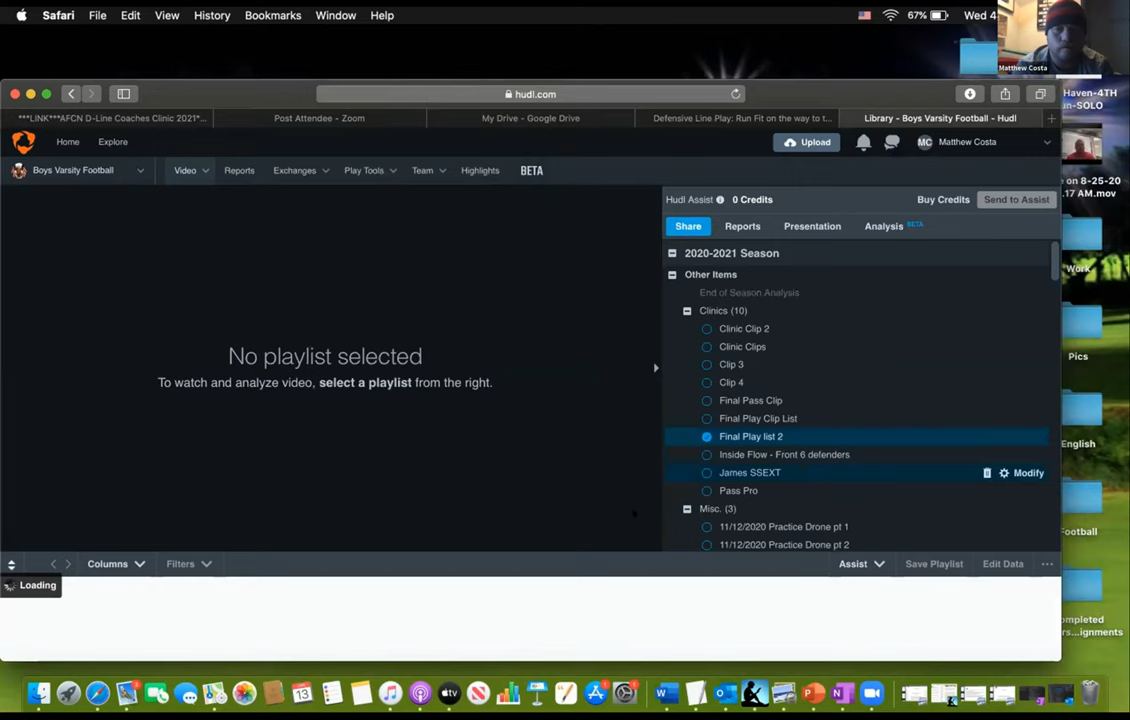 Safari File Edit View History Bookmarks Window Help 67% Wed 4
Matthew Costa
hudl.com
***LINK***AFCN D-Line Coaches Clinic 2021*... Post Attendee - Zoom My Drive - Google Drive Defensive Line Play: Run Fit on the way to t... Library - Boys Varsity Football - Hudl
Home Explore Upload MC Matthew Costa
Boys Varsity Football Video Reports Exchanges Play Tools Team Highlights BETA
Hudl Assist 0 Credits Buy Credits Send to Assist
Share Reports Presentation Analysis BETA
2020-2021 Season
Other Items
End of Season Analysis
Clinics (10)
Clinic Clip 2
Clinic Clips
Clip 3
Clip 4
Final Pass Clip
Final Play Clip List
Final Play list 2
Inside Flow - Front 6 defenders
James SSEXT Modify
Pass Pro
Misc. (3)
11/12/2020 Practice Drone pt 1
11/12/2020 Practice Drone pt 2
No playlist selected
To watch and analyze video, select a playlist from the right.
Columns Filters Assist Save Playlist Edit Data ...
Loading
Haven-4TH
un-SOLO
e on 8-25-20
17 AM.mov
Work
Pics
English
Football
ompleted
rs...ignments
13
tv